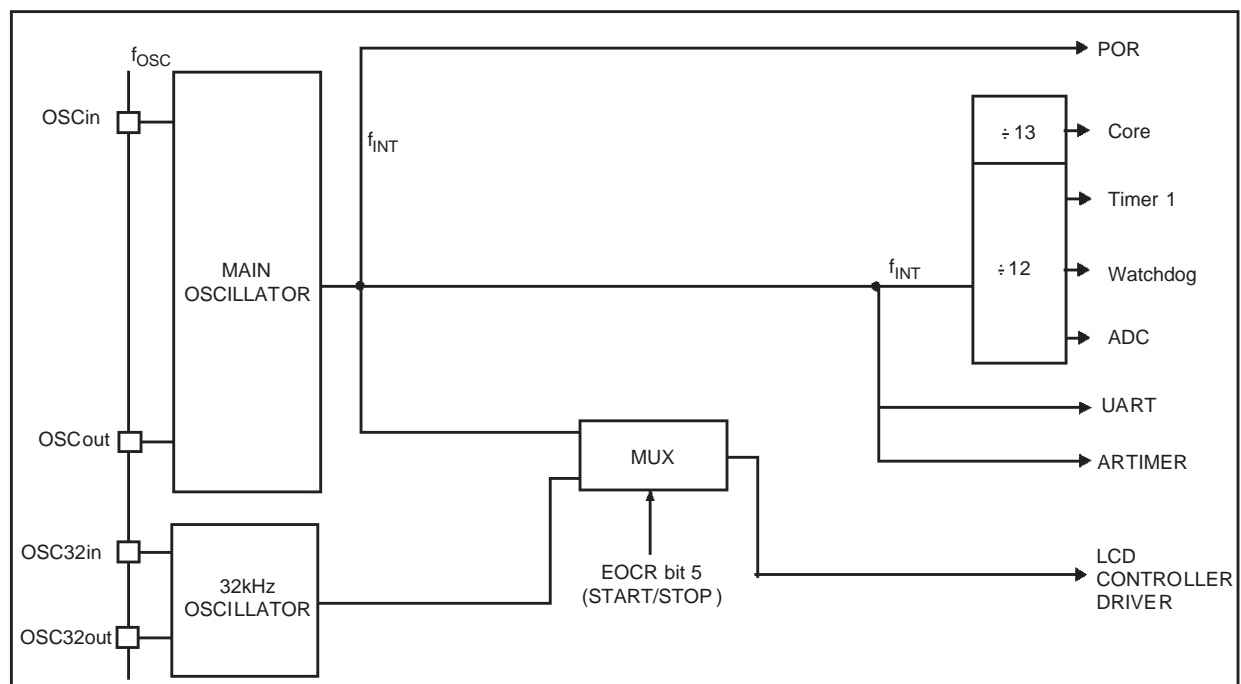 fOSC
OSCin
OSCout
OSC32in
OSC32out
MAIN
OSCILLATOR
32kHz
OSCILLATOR
fINT
MUX
EOCR bit 5
(START/STOP)
fINT
÷13
÷12
POR
Core
Timer 1
Watchdog
ADC
UART
ARTIMER
LCD
CONTROLLER
DRIVER